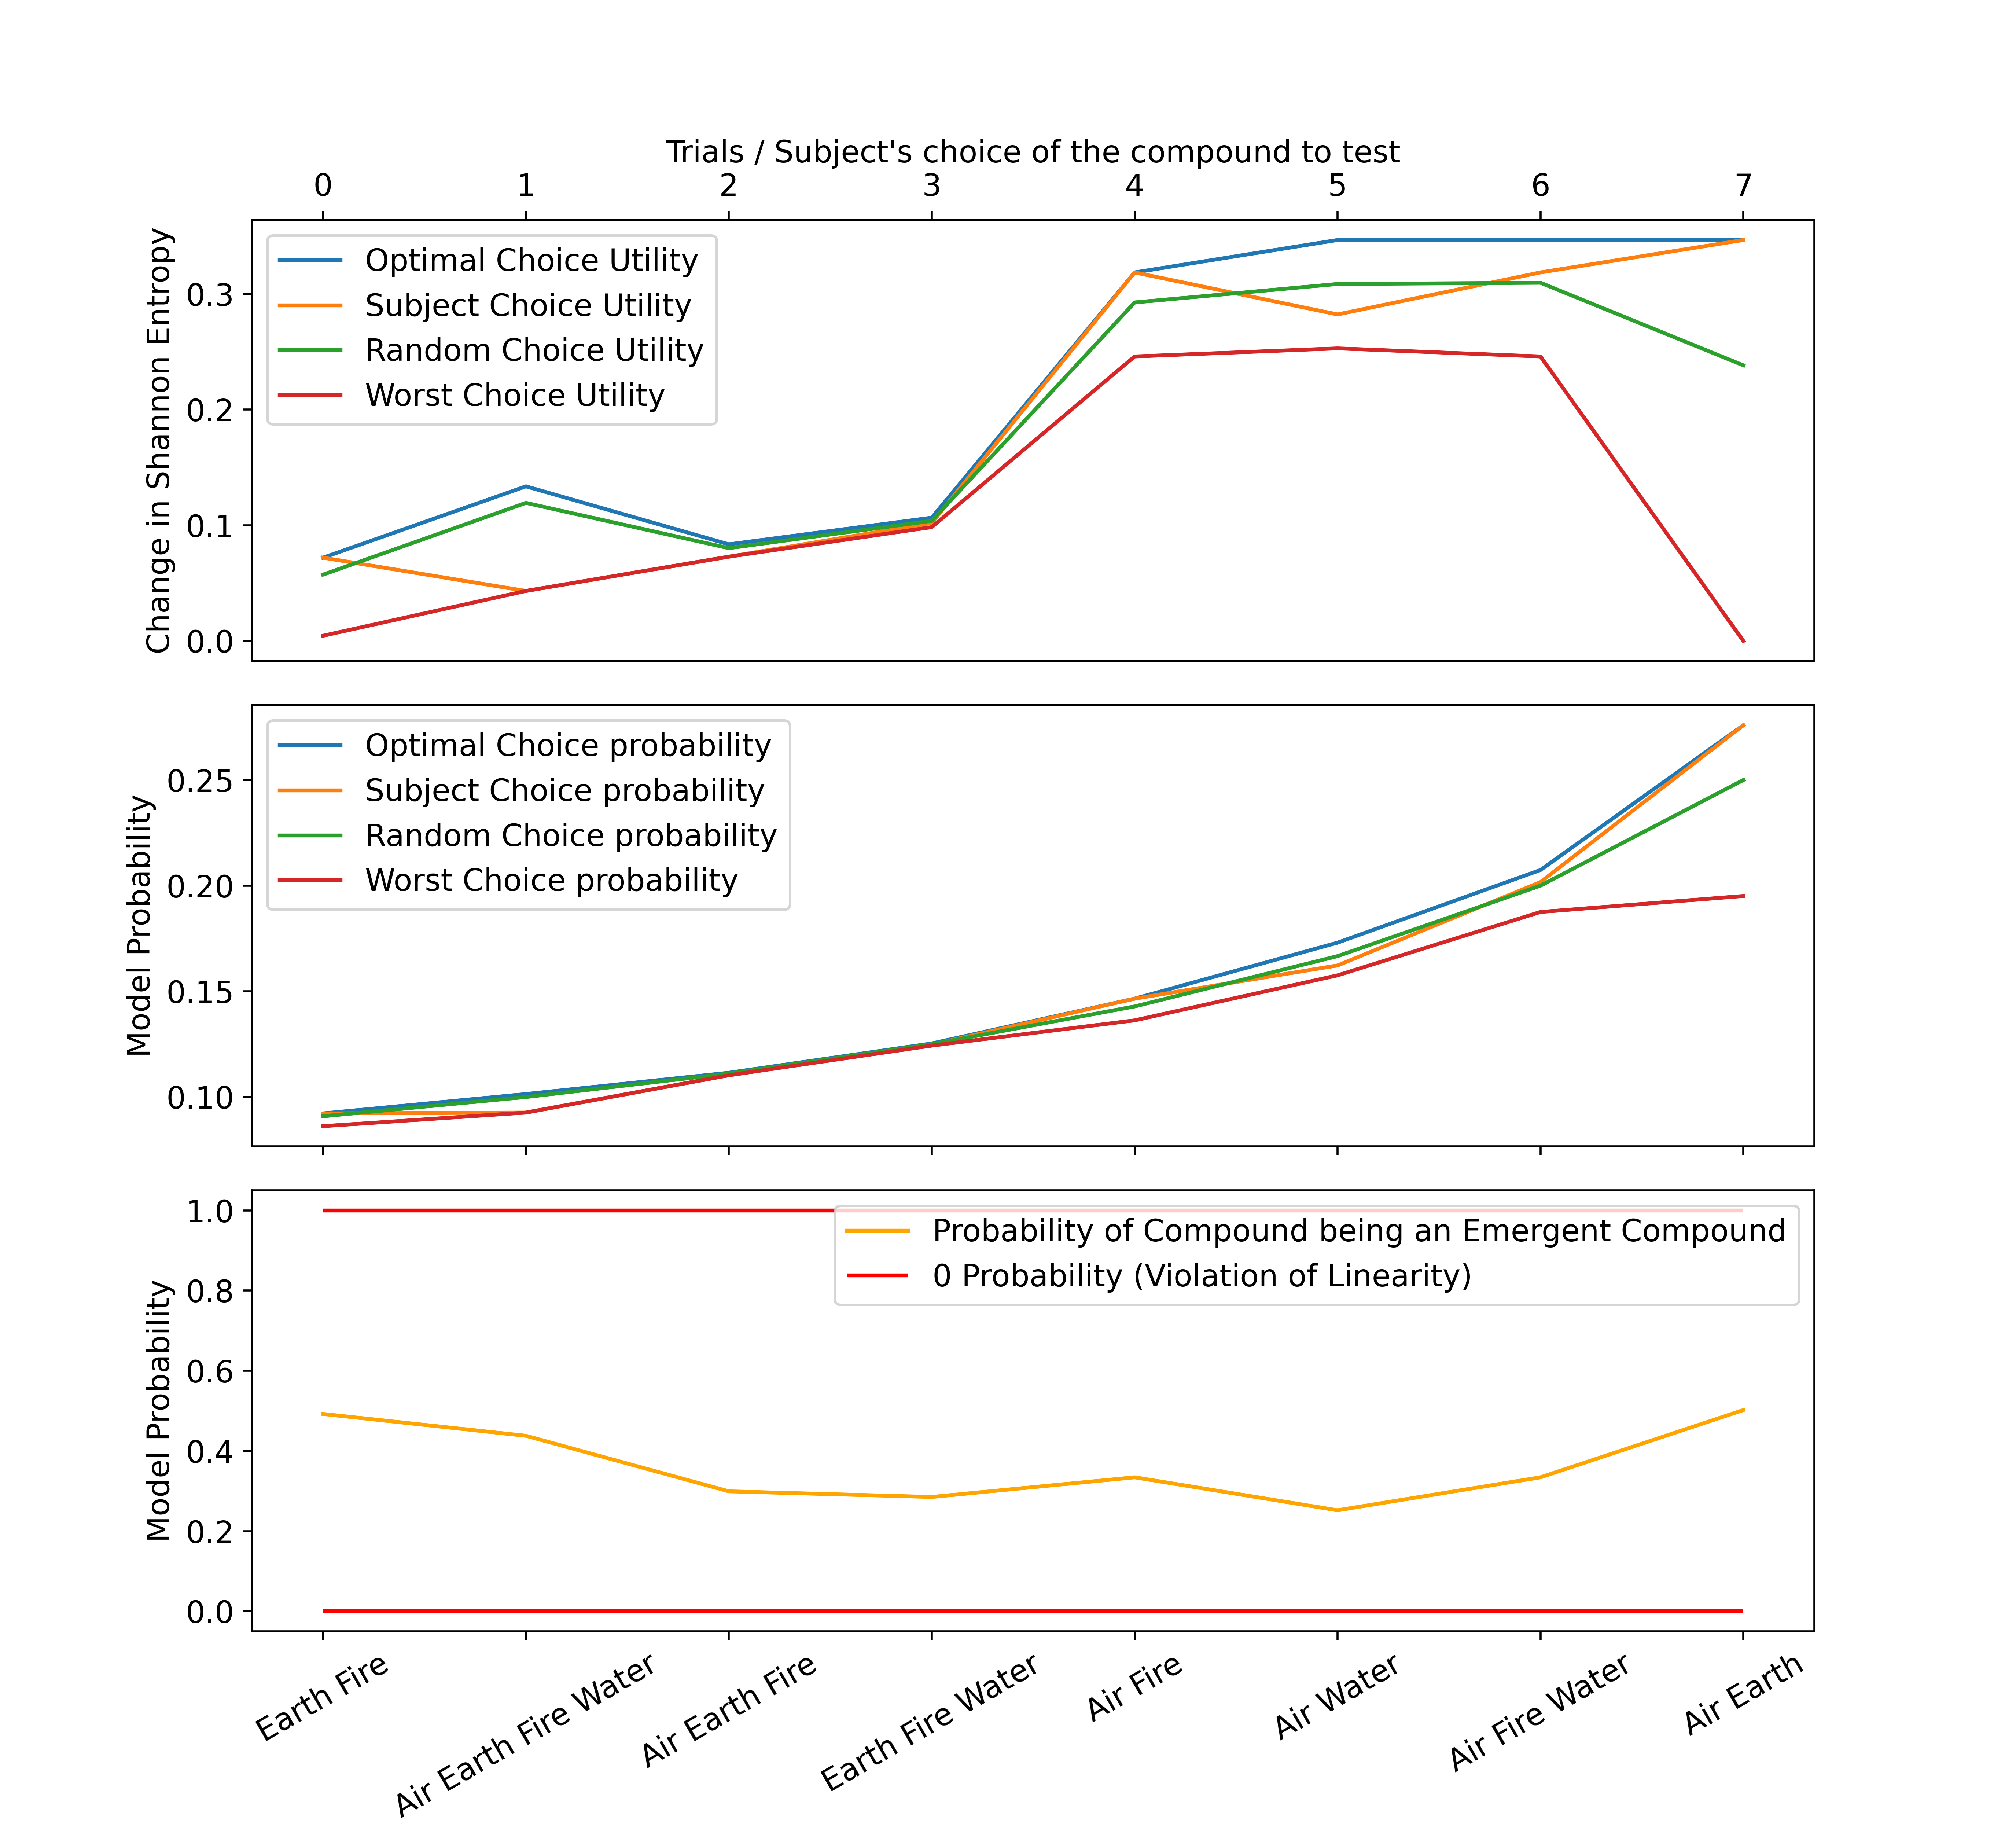 Trials / Subject's choice of the compound to test
0 1 2 3 4 5 6 7
Change in Shannon Entropy
0.3
0.2
0.1
0.0
Optimal Choice Utility
Subject Choice Utility
Random Choice Utility
Worst Choice Utility
Model Probability
0.25
0.20
0.15
0.10
Optimal Choice probability
Subject Choice probability
Random Choice probability
Worst Choice probability
Model Probability
1.0
0.8
0.6
0.4
0.2
0.0
Probability of Compound being an Emergent Compound
0 Probability (Violation of Linearity)
Earth Fire
Air Earth Fire Water
Air Earth Fire
Earth Fire Water
Air Fire
Air Water
Air Fire Water
Air Earth